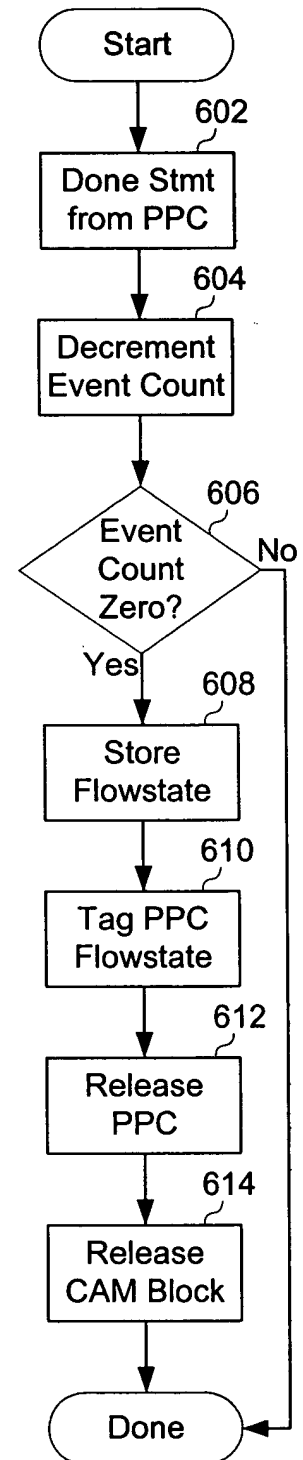 Start
602
Done Stmt
from PPC
604
Decrement
Event Count
606
Event
Count
Zero?
No
Yes
608
Store
Flowstate
610
Tag PPC
Flowstate
612
Release
PPC
614
Release
CAM Block
Done